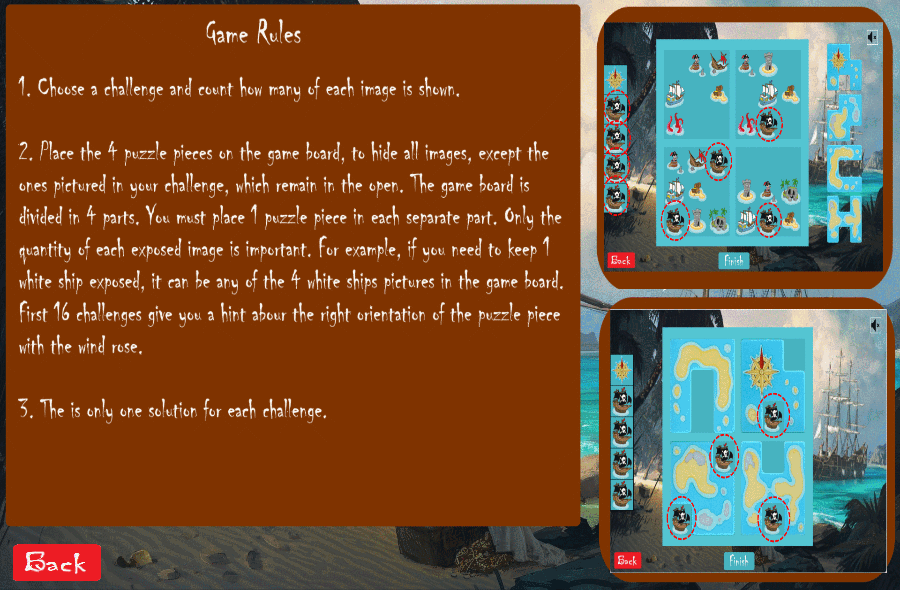 Game Rules
1. Choose a challenge and count how many of each image is shown.
2. Place the 4 puzzle pieces on the game board, to hide all images, except the
ones pictured in your challenge, which remain in the open. The game board is
divided in 4 parts. You must place 1 puzzle piece in each separate part. Only the
quantity of each exposed image is important. For example, if you need to keep 1
white ship exposed, it can be any of the 4 white ships pictures in the game board.
First 16 challenges give you a hint abour the right orientation of the puzzle piece
with the wind rose.
3. The is only one solution for each challenge.
Back
Back
Finish
Back
Finish